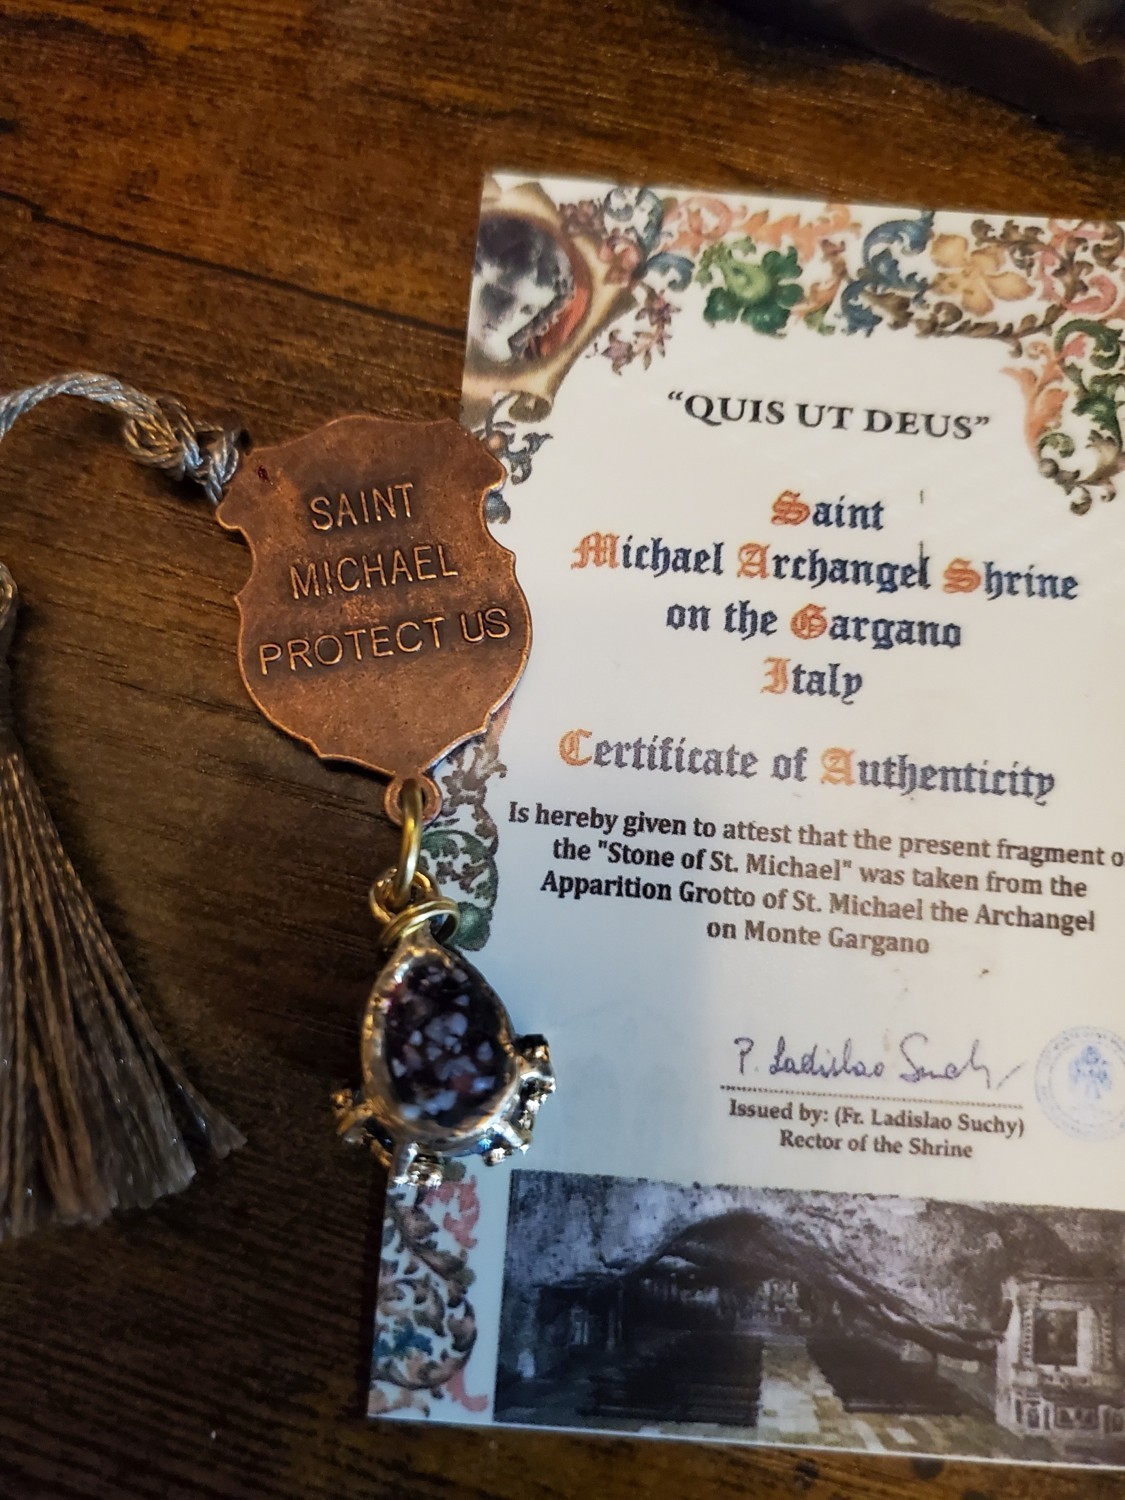 SAINT
MICHAEL
PROTECT US
“QUIS UT DEUS”
Saint
Michael Archangel Shrine
on the Gargano
Italy
Certificate of Authenticity
Is hereby given to attest that the present fragment
the "Stone of St. Michael" was taken from the
Apparition Grotto of St. Michael the Archangel
on Monte Gargano
P. Ladislao Suchy
Issued by: (Fr. Ladislao Suchy)
Rector of the Shrine